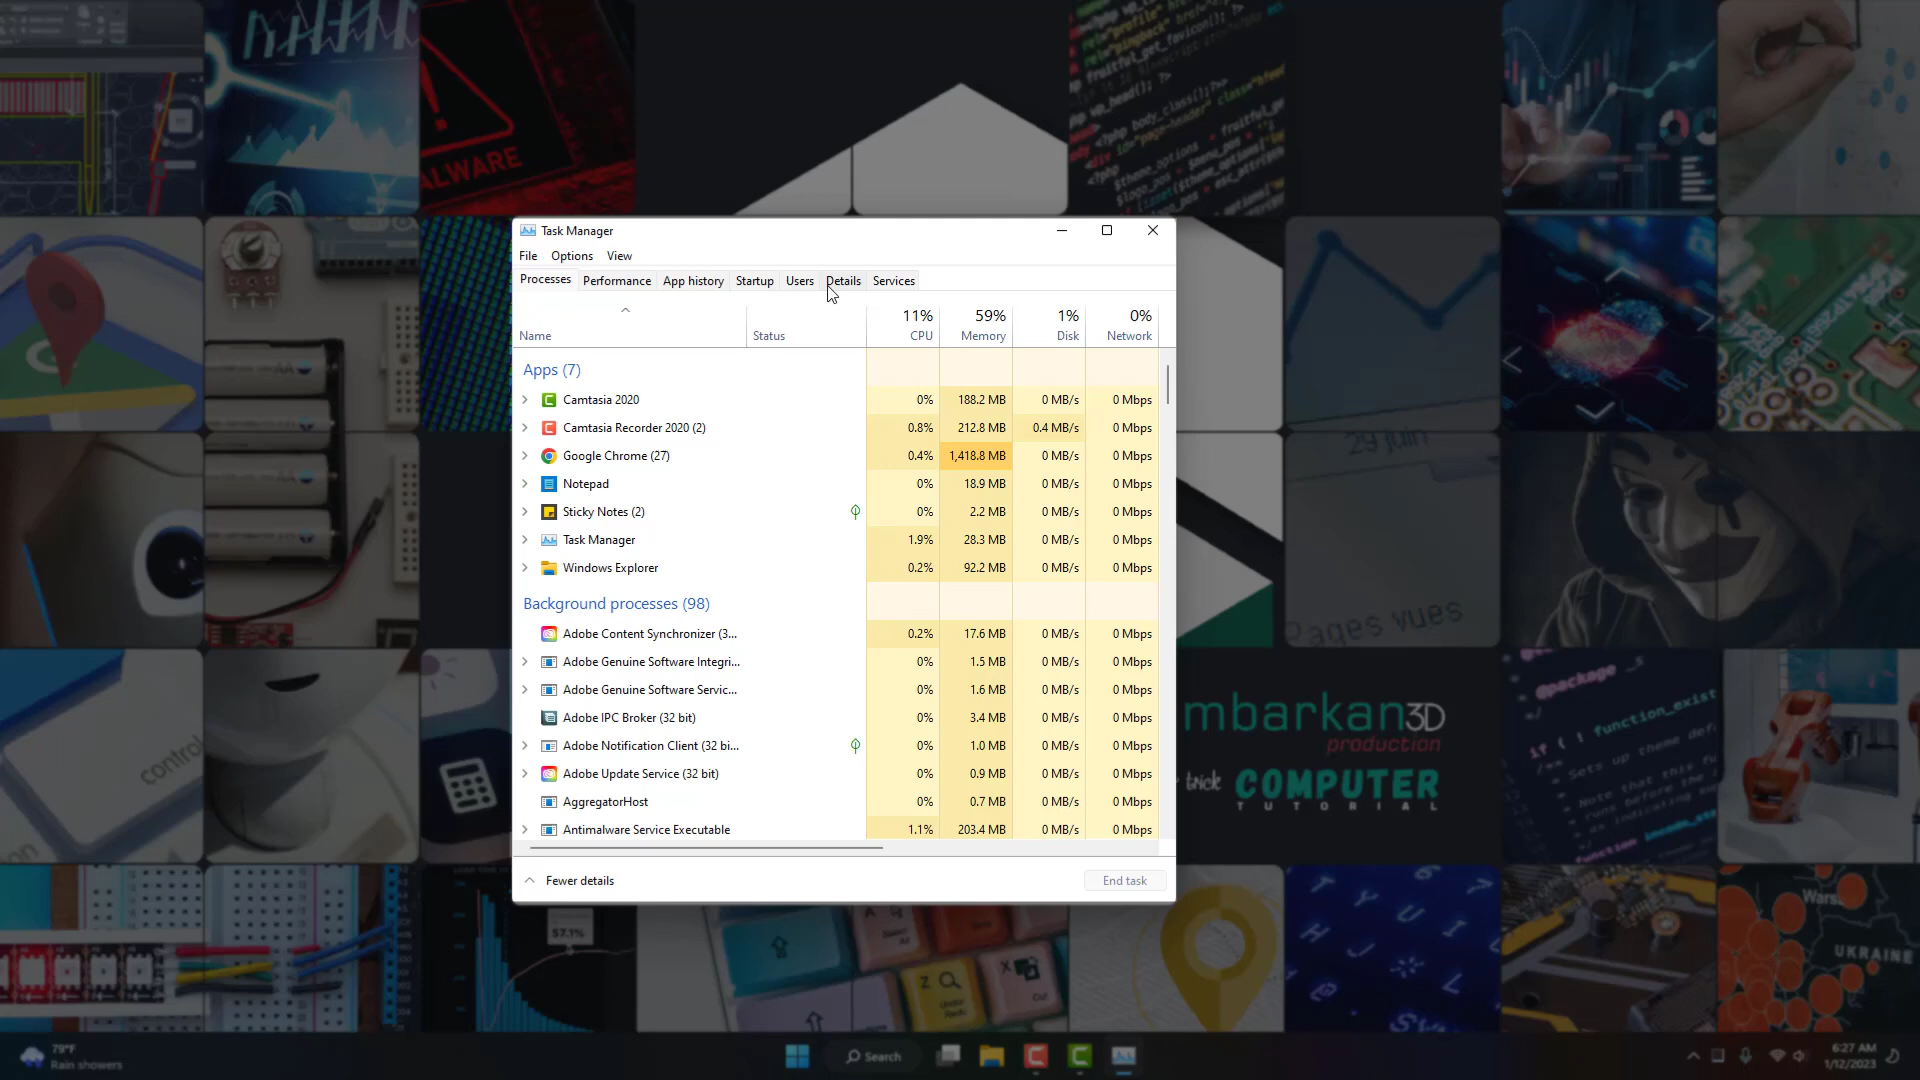 Task Manager
File Options View
Processes Performance App history Startup Users Details Services
11% 59% 1% 0%
Name Status CPU Memory Disk Network
Apps (7)
Camtasia 2020 0% 188.2 MB 0 MB/s 0 Mbps
Camtasia Recorder 2020 (2) 0.8% 212.8 MB 0.4 MB/s 0 Mbps
Google Chrome (27) 0.4% 1,418.8 MB 0 MB/s 0 Mbps
Notepad 0% 18.9 MB 0 MB/s 0 Mbps
Sticky Notes (2) 0% 2.2 MB 0 MB/s 0 Mbps
Task Manager 1.9% 28.3 MB 0 MB/s 0 Mbps
Windows Explorer 0.2% 92.2 MB 0 MB/s 0 Mbps
Background processes (98)
Adobe Content Synchronizer (3... 0.2% 17.6 MB 0 MB/s 0 Mbps
Adobe Genuine Software Integri... 0% 1.5 MB 0 MB/s 0 Mbps
Adobe Genuine Software Servic... 0% 1.6 MB 0 MB/s 0 Mbps
Adobe IPC Broker (32 bit) 0% 3.4 MB 0 MB/s 0 Mbps
Adobe Notification Client (32 bi... 0% 1.0 MB 0 MB/s 0 Mbps
Adobe Update Service (32 bit) 0% 0.9 MB 0 MB/s 0 Mbps
AggregatorHost 0% 0.7 MB 0 MB/s 0 Mbps
Antimalware Service Executable 1.1% 203.4 MB 0 MB/s 0 Mbps
Fewer details End task
ALWARE
29 juin
Pages vues
control
mbarkan3D
production
trick COMPUTER
TUTORIAL
@package _s
if ( ! function_exist
57.1%
Wars
UKRAINE
79°F
Rain showers
Search
6:27 AM
1/12/2023